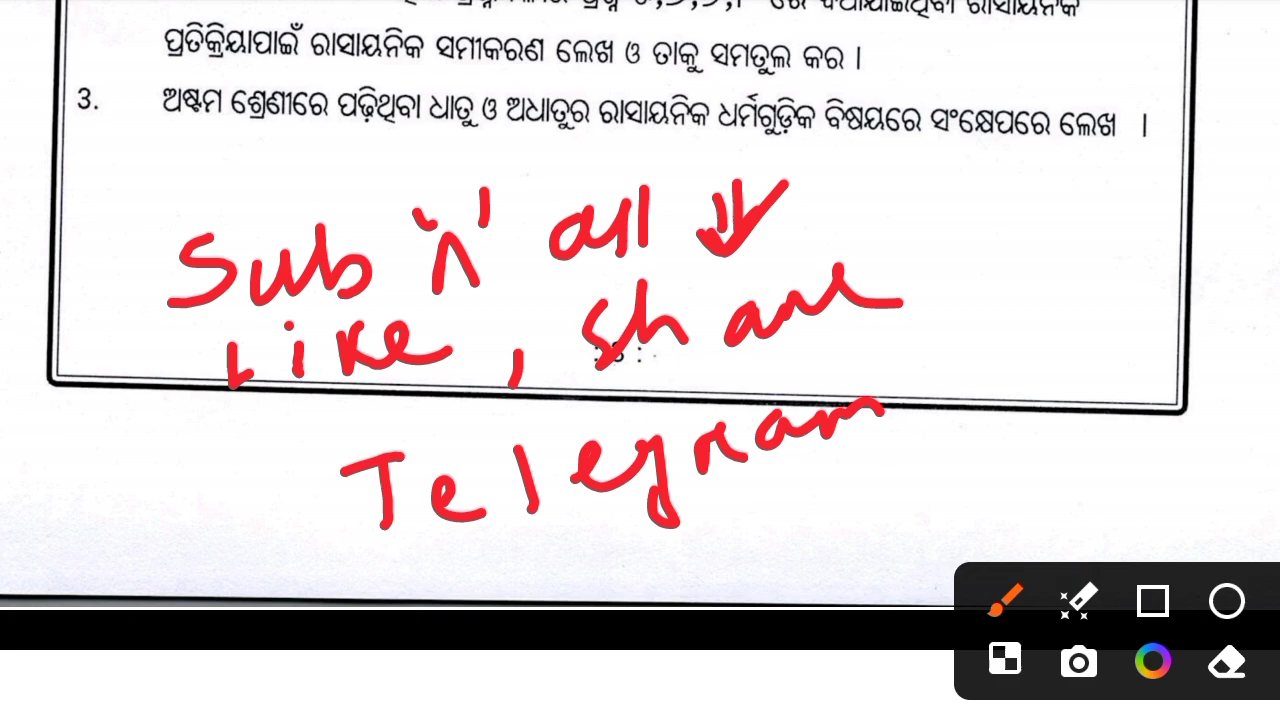 ପ୍ରତିକ୍ରିୟାପାଇଁ ରାସାୟନିକ ସମୀକରଣ ଲେଖ ଓ ତାକୁ ସମତୁଲ କର ।
3. ଅଷ୍ଟମ ଶ୍ରେଣୀରେ ପଢ଼ିଥିବା ଧାତୁ ଓ ଅଧାତୁର ରାସାୟନିକ ଧର୍ମଗୁଡ଼ିକ ବିଷୟରେ ସଂକ୍ଷେପରେ ଲେଖ ।
Sub all
Like, Share
Telegram